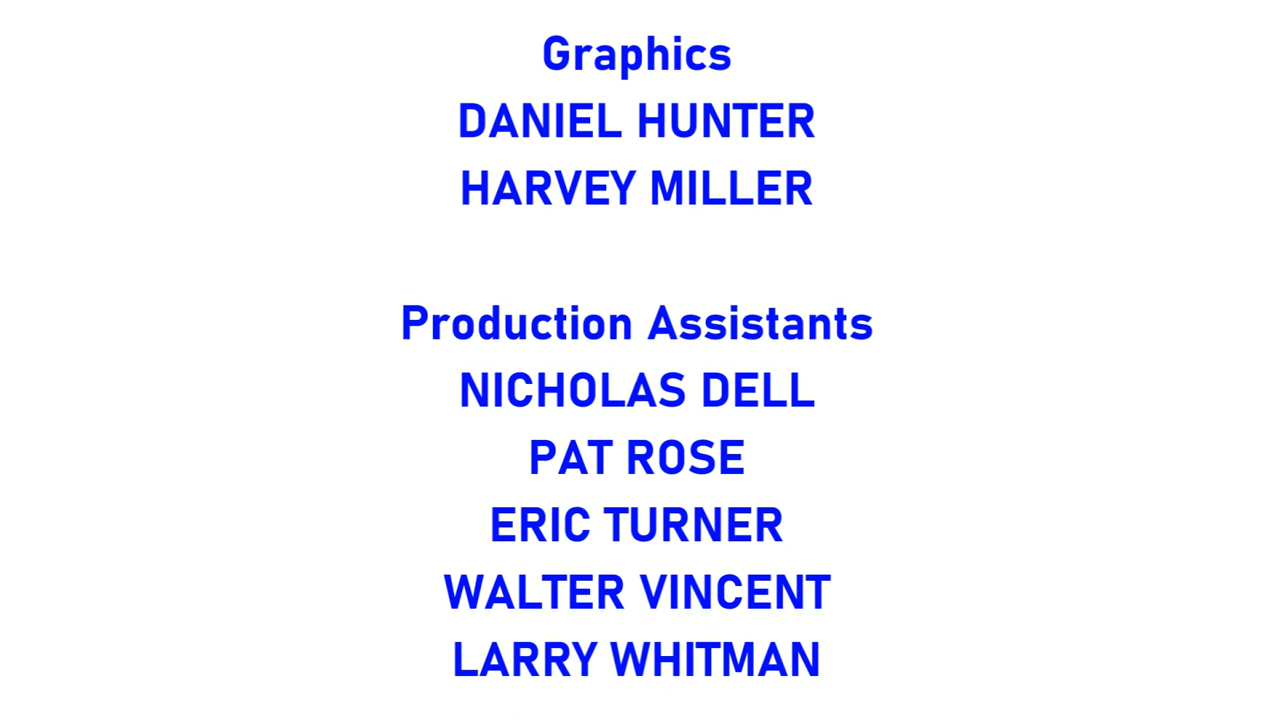 Graphics
DANIEL HUNTER
HARVEY MILLER
Production Assistants
NICHOLAS DELL
PAT ROSE
ERIC TURNER
WALTER VINCENT
LARRY WHITMAN